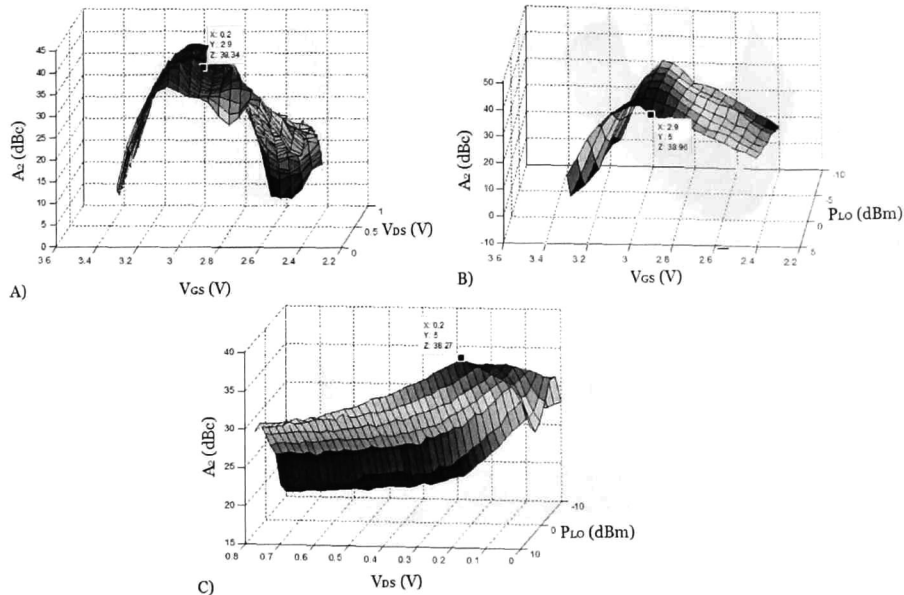 45
40
35
30
25
20
15
10
5
0
A₂ (dBc)
X: 0.2
Y: 2.9
Z: 38.34
3.6
3.4
3.2
3
2.8
2.6
2.4
2.2
VGS (V)
1
0.5
0
VDS (V)
A)
50
40
30
20
10
0
-10
A₂ (dBc)
X: 2.9
Y: 5
Z: 38.96
3.6
3.4
3.2
3
2.8
2.6
2.4
2.2
VGS (V)
-10
-5
0
5
PLO (dBm)
B)
40
35
30
25
20
15
A₂ (dBc)
X: 0.2
Y: 5
Z: 38.27
0.8
0.7
0.6
0.5
0.4
0.3
0.2
0.1
0
VDS (V)
-10
0
10
PLO (dBm)
C)